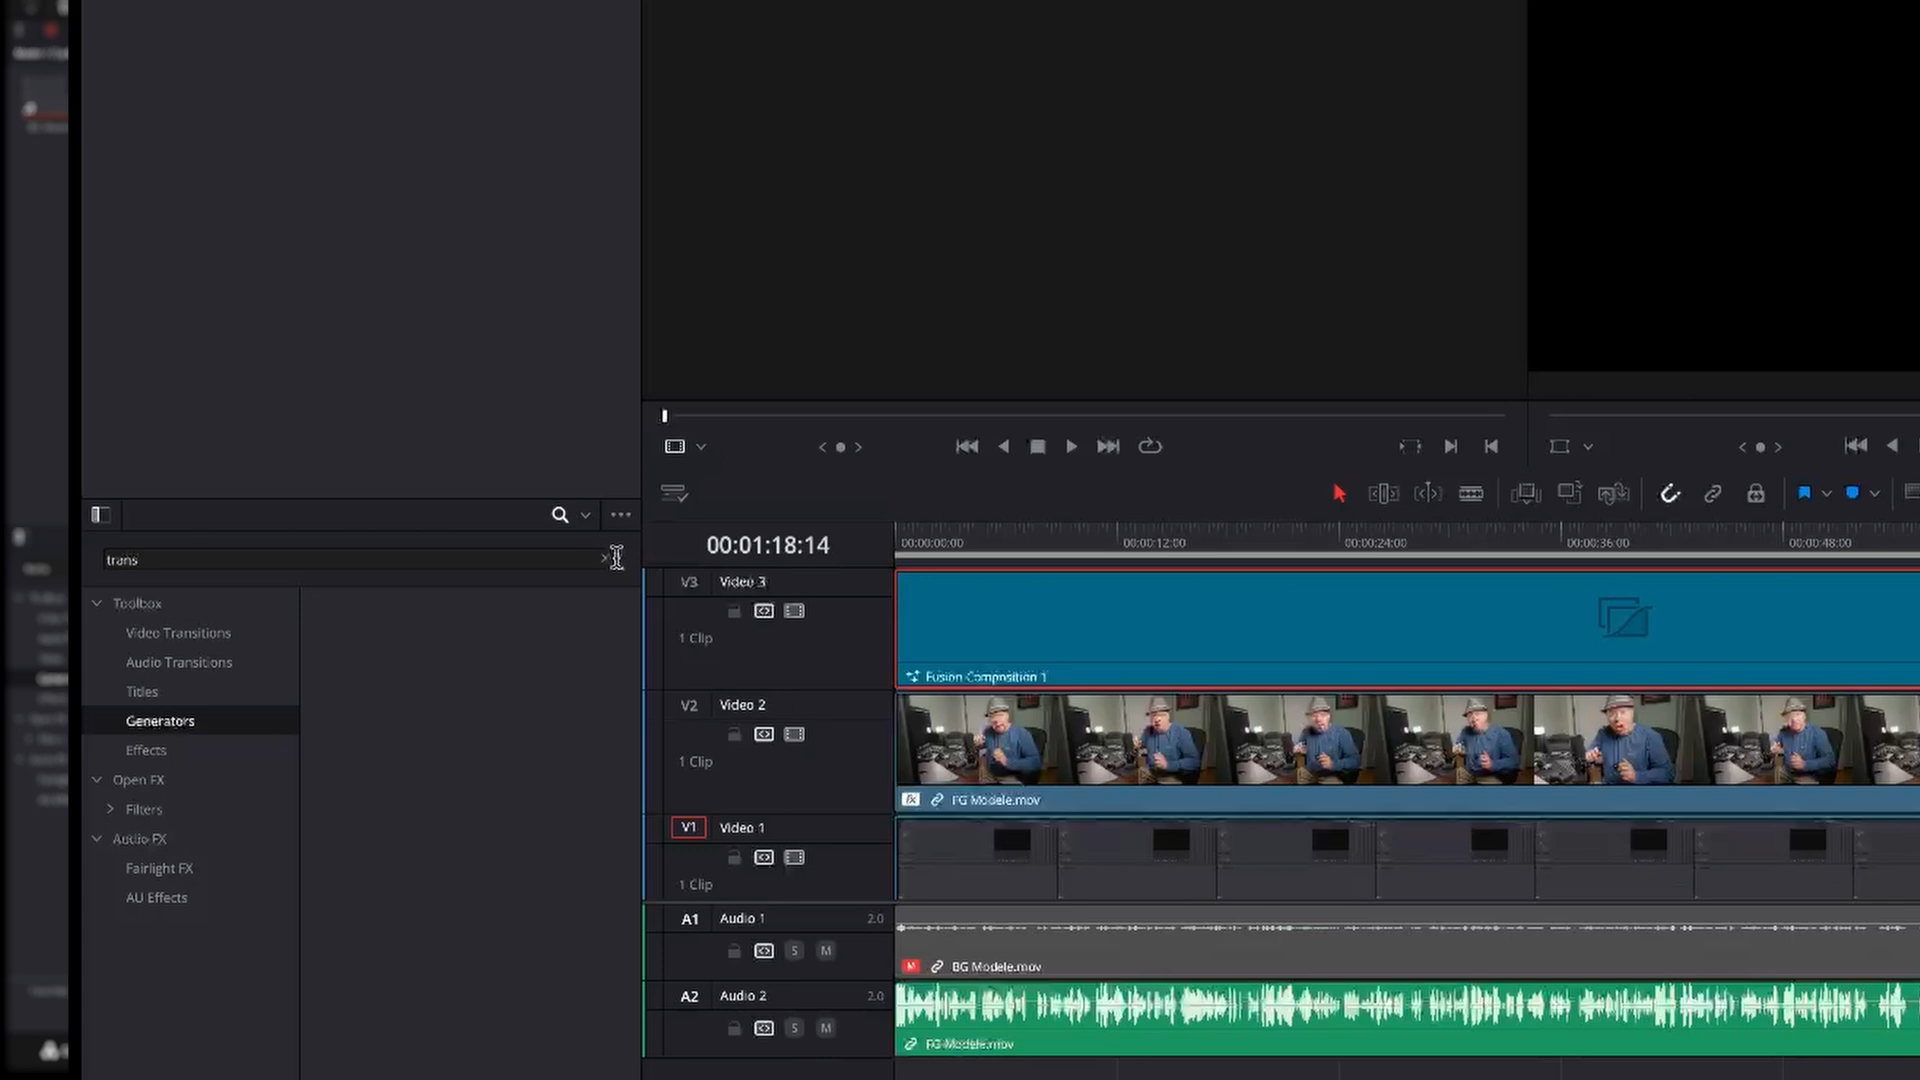 trans
Toolbox
Video Transitions
Audio Transitions
Titles
Generators
Effects
Open FX
Filters
Audio FX
Fairlight FX
AU Effects
00:01:18:14
00:00:00:00
00:00:12:00
00:00:24:00
00:00:36:00
00:00:48:00
V3 Video 3
1 Clip
Fusion Composition 1
V2 Video 2
1 Clip
fx FG Modele.mov
V1 Video 1
1 Clip
A1 Audio 1 2.0
S M
M BG Modele.mov
A2 Audio 2 2.0
S M
FG Modele.mov